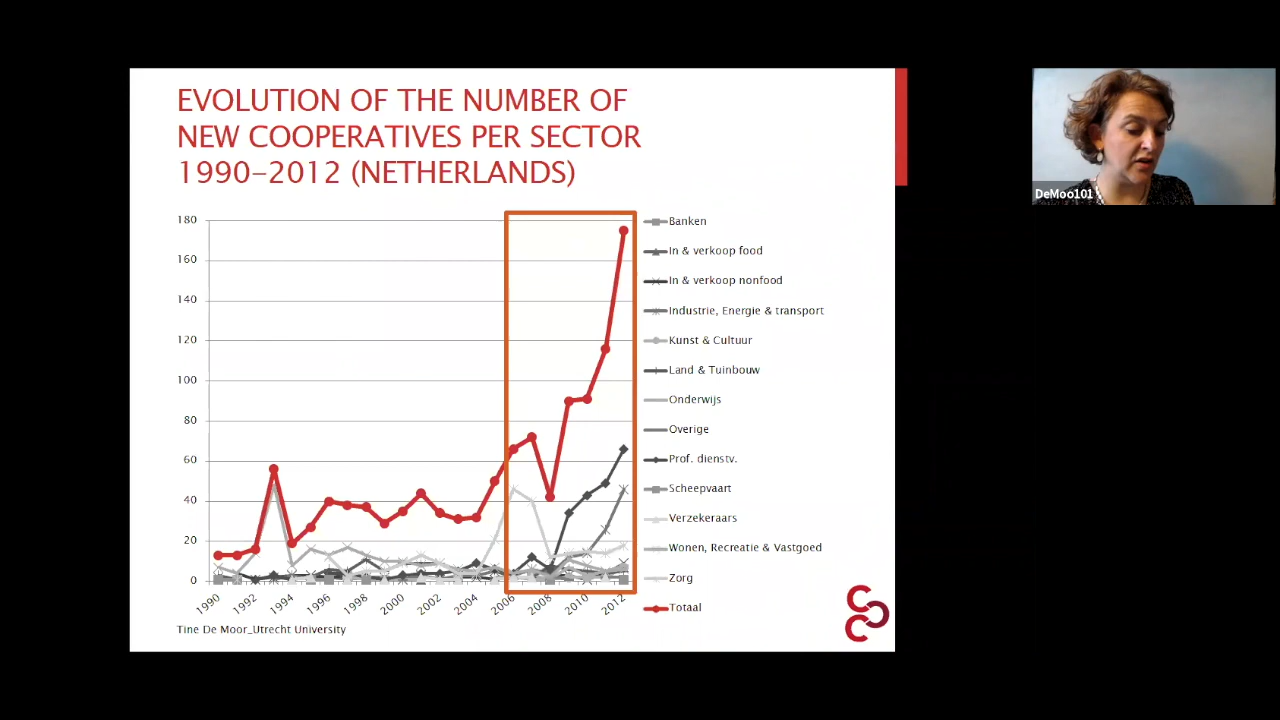 EVOLUTION OF THE NUMBER OF
NEW COOPERATIVES PER SECTOR
1990-2012 (NETHERLANDS)
DeMoo101
180
160
140
120
100
80
60
40
20
0
1990
1992
1994
1996
1998
2000
2002
2004
2006
2008
2010
2012
Banken
In & verkoop food
In & verkoop nonfood
Industrie, Energie & transport
Kunst & Cultuur
Land & Tuinbouw
Onderwijs
Overige
Prof. dienstv.
Scheepvaart
Verzekeraars
Wonen, Recreatie & Vastgoed
Zorg
Totaal
Tine De Moor_Utrecht University